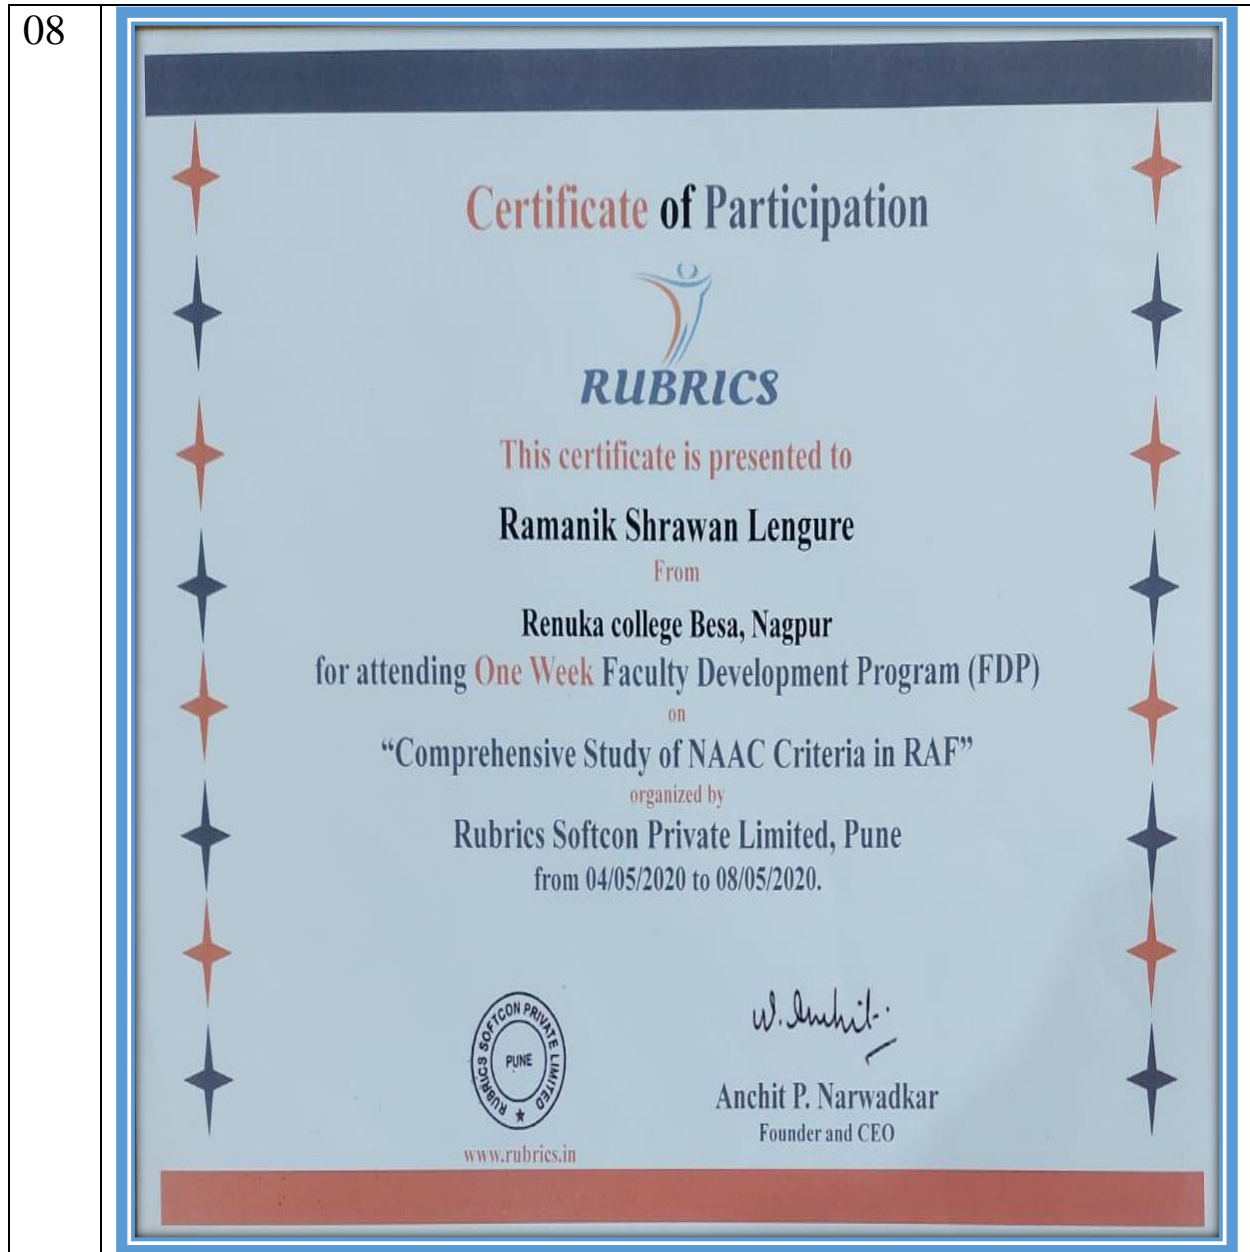 08
Certificate of Participation
RUBRICS
This certificate is presented to
Ramanik Shrawan Lengure
From
Renuka college Besa, Nagpur
for attending One Week Faculty Development Program (FDP)
on
“Comprehensive Study of NAAC Criteria in RAF”
organized by
Rubrics Softcon Private Limited, Pune
from 04/05/2020 to 08/05/2020.
RUBRICS SOFTCON PRIVATE LIMITED
PUNE
www.rubrics.in
Anchit P. Narwadkar
Founder and CEO